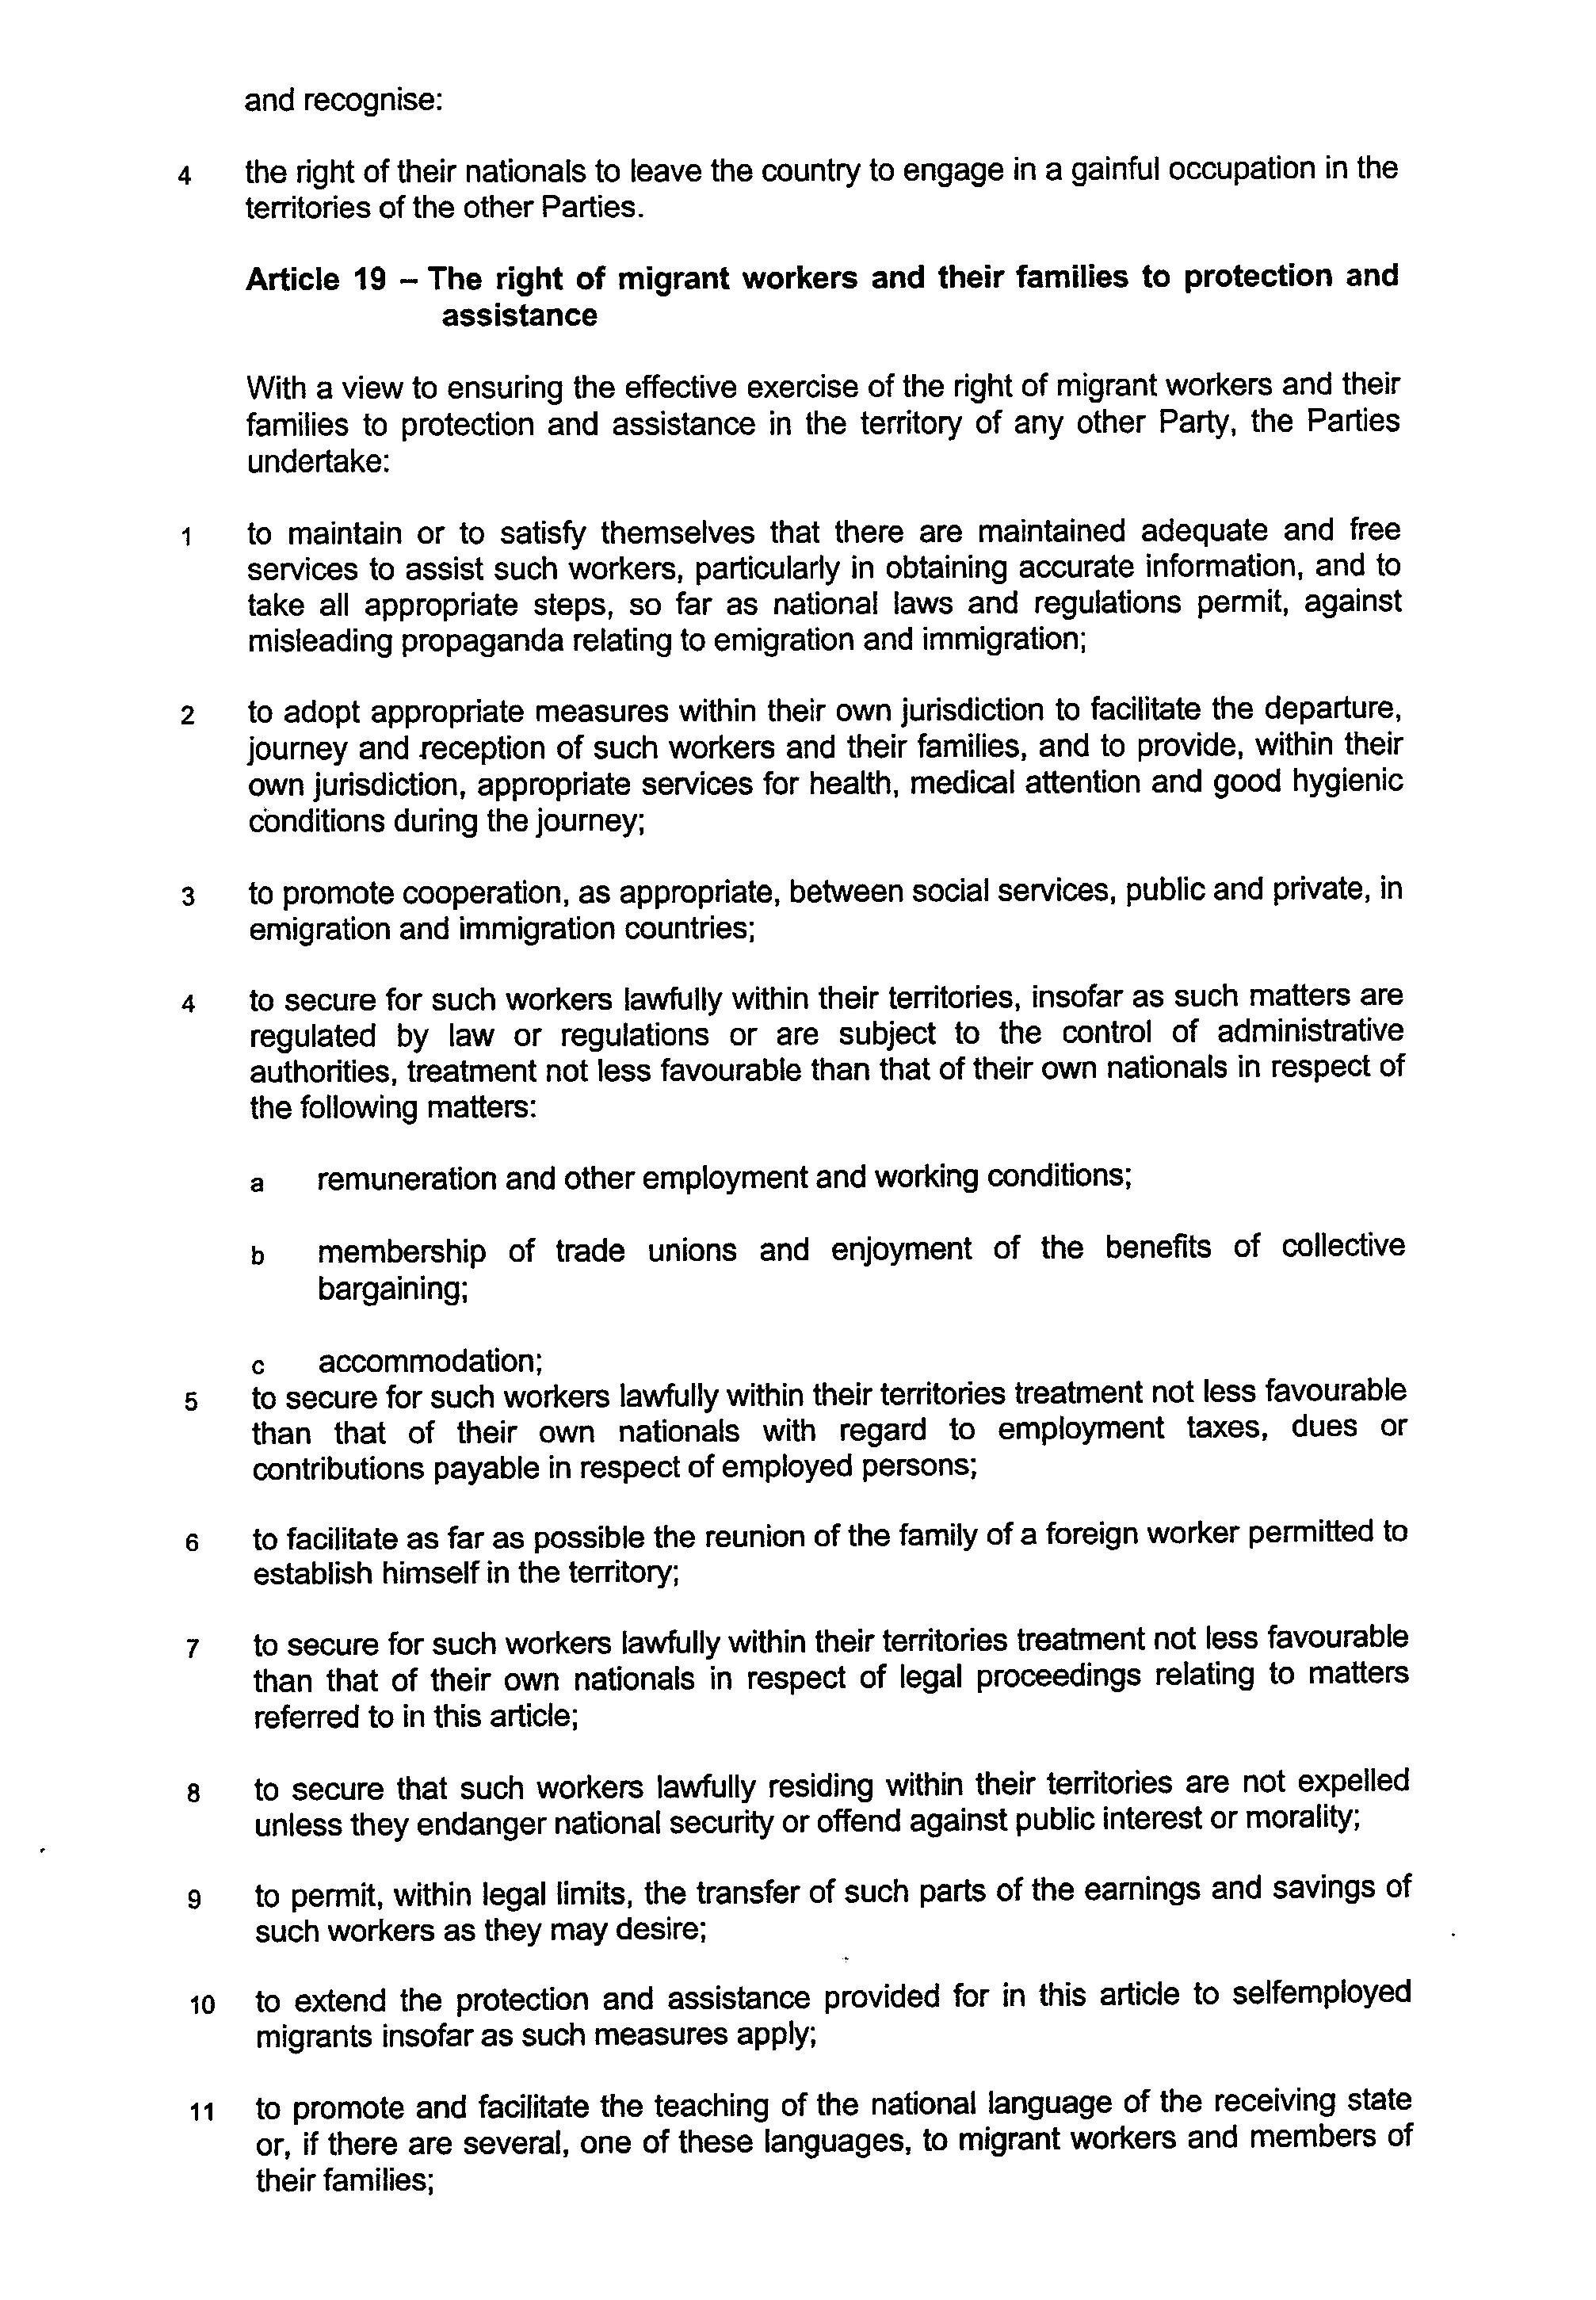 and recognise:
4 the right of their nationals to leave the country to engage in a gainful occupation in the
territories of the other Parties.
Article 19 – The right of migrant workers and their families to protection and
assistance
With a view to ensuring the effective exercise of the right of migrant workers and their
families to protection and assistance in the territory of any other Party, the Parties
undertake:
1 to maintain or to satisfy themselves that there are maintained adequate and free
services to assist such workers, particularly in obtaining accurate information, and to
take all appropriate steps, so far as national laws and regulations permit, against
misleading propaganda relating to emigration and immigration;
2 to adopt appropriate measures within their own jurisdiction to facilitate the departure,
journey and reception of such workers and their families, and to provide, within their
own jurisdiction, appropriate services for health, medical attention and good hygienic
conditions during the journey;
3 to promote cooperation, as appropriate, between social services, public and private, in
emigration and immigration countries;
4 to secure for such workers lawfully within their territories, insofar as such matters are
regulated by law or regulations or are subject to the control of administrative
authorities, treatment not less favourable than that of their own nationals in respect of
the following matters:
a remuneration and other employment and working conditions;
b membership of trade unions and enjoyment of the benefits of collective
bargaining;
c accommodation;
5 to secure for such workers lawfully within their territories treatment not less favourable
than that of their own nationals with regard to employment taxes, dues or
contributions payable in respect of employed persons;
6 to facilitate as far as possible the reunion of the family of a foreign worker permitted to
establish himself in the territory;
7 to secure for such workers lawfully within their territories treatment not less favourable
than that of their own nationals in respect of legal proceedings relating to matters
referred to in this article;
8 to secure that such workers lawfully residing within their territories are not expelled
unless they endanger national security or offend against public interest or morality;
9 to permit, within legal limits, the transfer of such parts of the earnings and savings of
such workers as they may desire;
10 to extend the protection and assistance provided for in this article to selfemployed
migrants insofar as such measures apply;
11 to promote and facilitate the teaching of the national language of the receiving state
or, if there are several, one of these languages, to migrant workers and members of
their families;